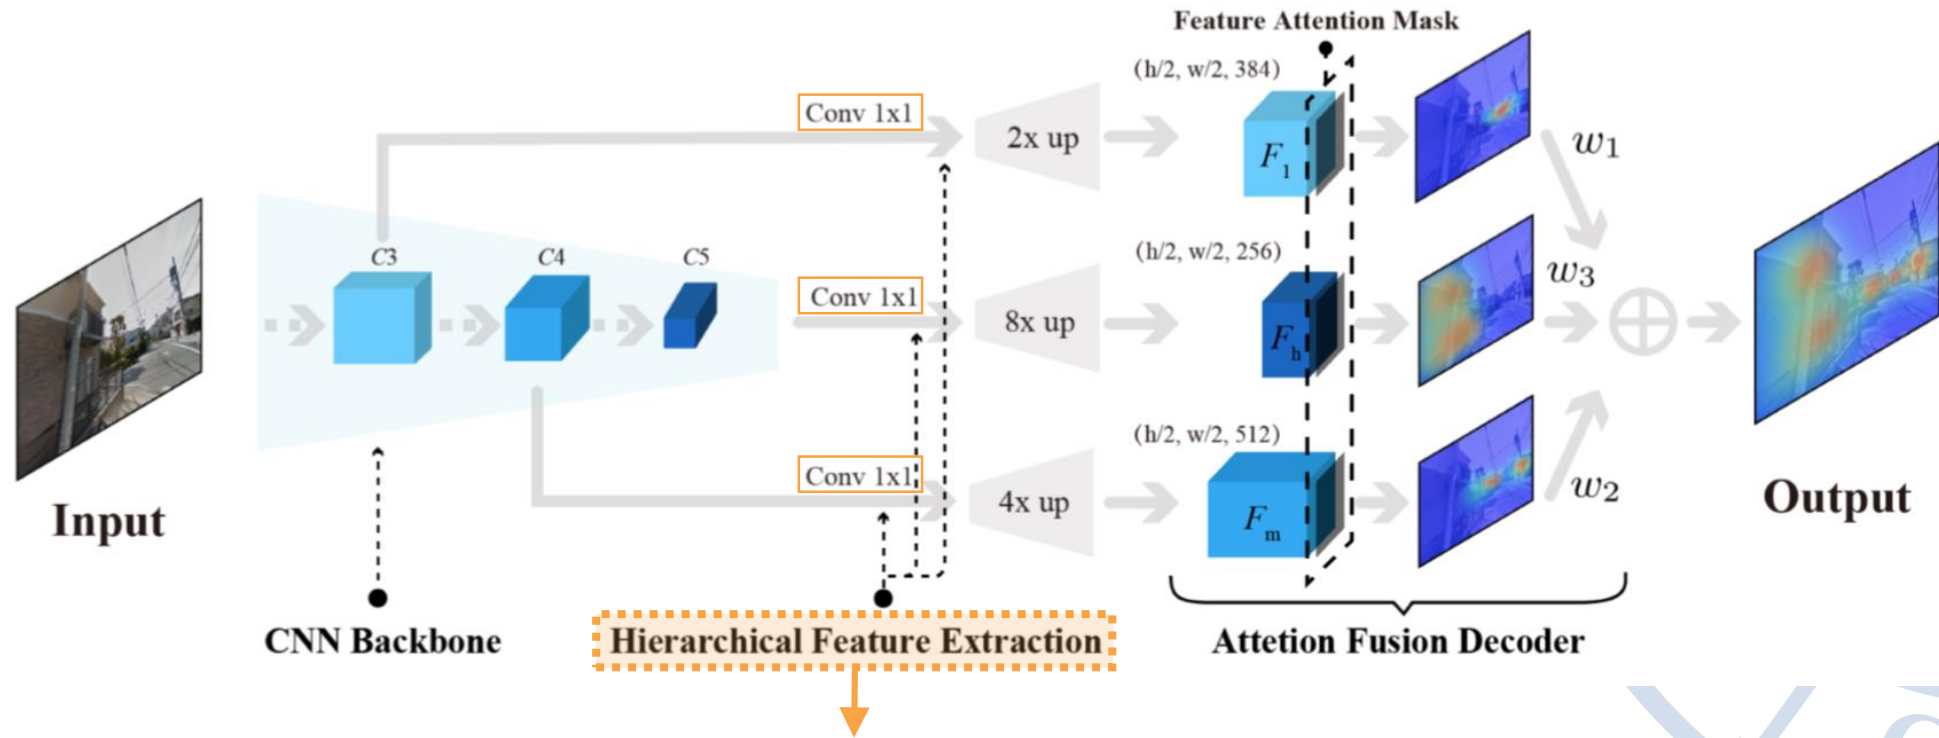 Feature Attention Mask
(h/2, w/2, 384)
Conv 1x1
2x up
F1
w1
C3
C4
C5
(h/2, w/2, 256)
Conv 1x1
8x up
Fh
w3
(h/2, w/2, 512)
Conv 1x1
4x up
Fm
w2
Input
Output
CNN Backbone
Hierarchical Feature Extraction
Attetion Fusion Decoder